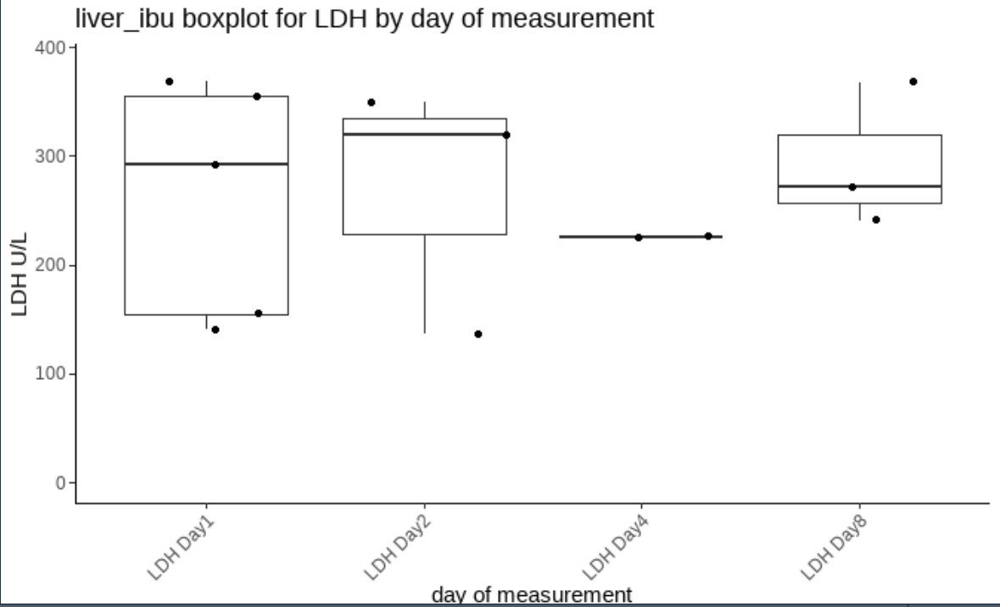 liver_ibu boxplot for LDH by day of measurement
400
300
200
100
0
LDH U/L
LDH Day1
LDH Day2
LDH Day4
LDH Day8
day of measurement